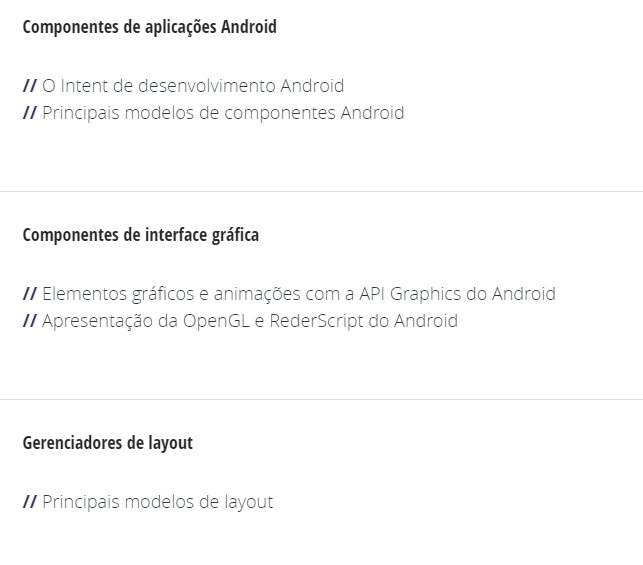 Componentes de aplicações Android
// O Intent de desenvolvimento Android
// Principais modelos de componentes Android
Componentes de interface gráfica
// Elementos gráficos e animações com a API Graphics do Android
// Apresentação da OpenGL e RederScript do Android
Gerenciadores de layout
// Principais modelos de layout